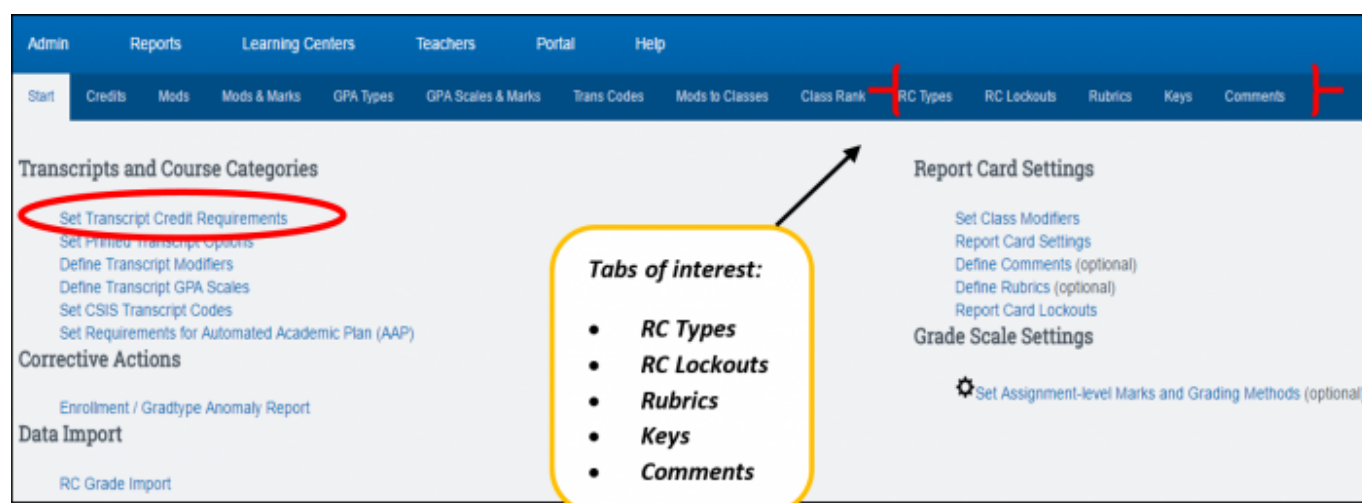 Admin Reports Learning Centers Teachers Portal Help
Start Credits Mods Mods & Marks GPA Types GPA Scales & Marks Trans Codes Mods to Classes Class Rank RC Types RC Lockouts Rubrics Keys Comments
Transcripts and Course Categories
Set Transcript Credit Requirements
Set Printed Transcript Options
Define Transcript Modifiers
Define Transcript GPA Scales
Set CSIS Transcript Codes
Set Requirements for Automated Academic Plan (AAP)
Corrective Actions
Enrollment / Gradtype Anomaly Report
Data Import
RC Grade Import
Tabs of interest:
• RC Types
• RC Lockouts
• Rubrics
• Keys
• Comments
Report Card Settings
Set Class Modifiers
Report Card Settings
Define Comments (optional)
Define Rubrics (optional)
Report Card Lockouts
Grade Scale Settings
Set Assignment-level Marks and Grading Methods (optional)